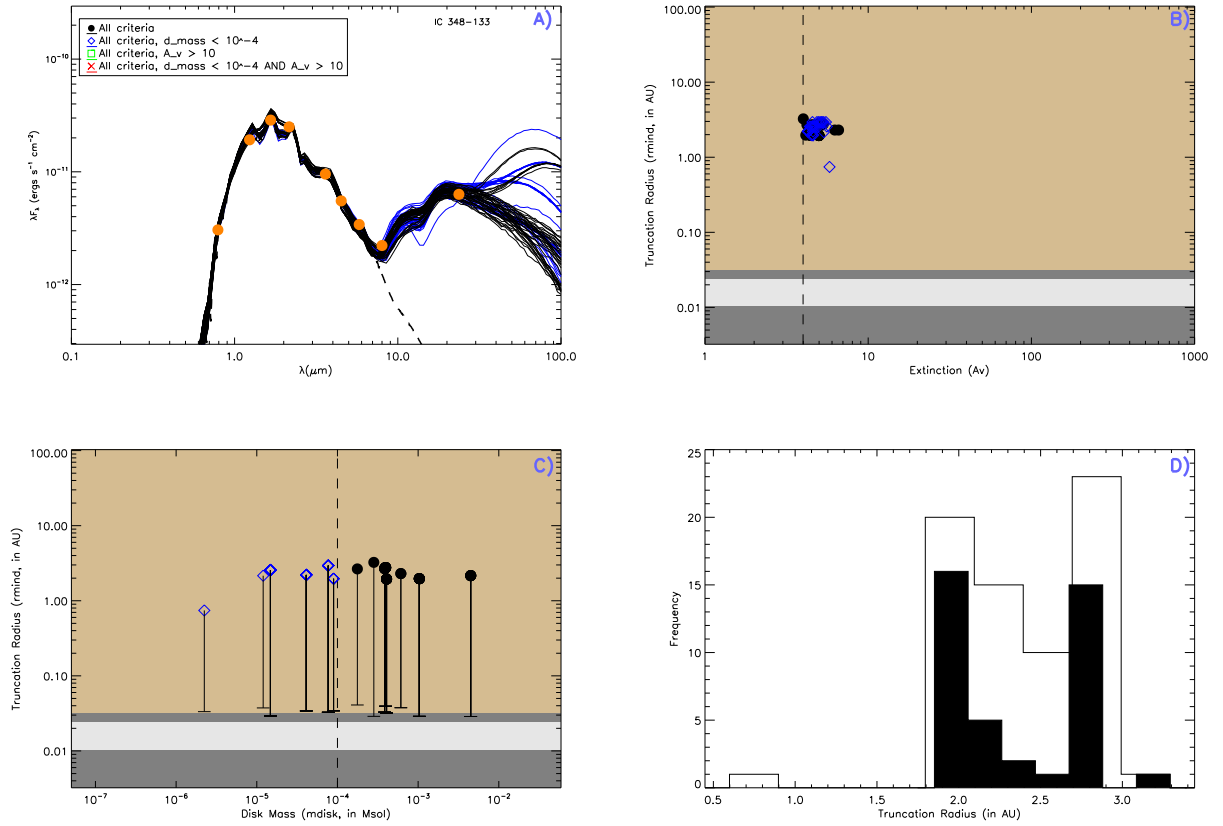 IC 348-133
A)
All criteria
All criteria, d_mass < 10^-4
All criteria, A_v > 10
All criteria, d_mass < 10^-4 AND A_v > 10
10⁻¹⁰
10⁻¹¹
10⁻¹²
λFλ (ergs s⁻¹ cm⁻²)
0.1 1.0 10.0 100.0
λ(μm)
B)
100.00
10.00
1.00
0.10
0.01
Truncation Radius (rmind, in AU)
1 10 100 1000
Extinction (Av)
C)
100.00
10.00
1.00
0.10
0.01
Truncation Radius (rmind, in AU)
10⁻⁷ 10⁻⁶ 10⁻⁵ 10⁻⁴ 10⁻³ 10⁻²
Disk Mass (mdisk, in Msol)
D)
25
20
15
10
5
0
Frequency
0.5 1.0 1.5 2.0 2.5 3.0
Truncation Radius (in AU)